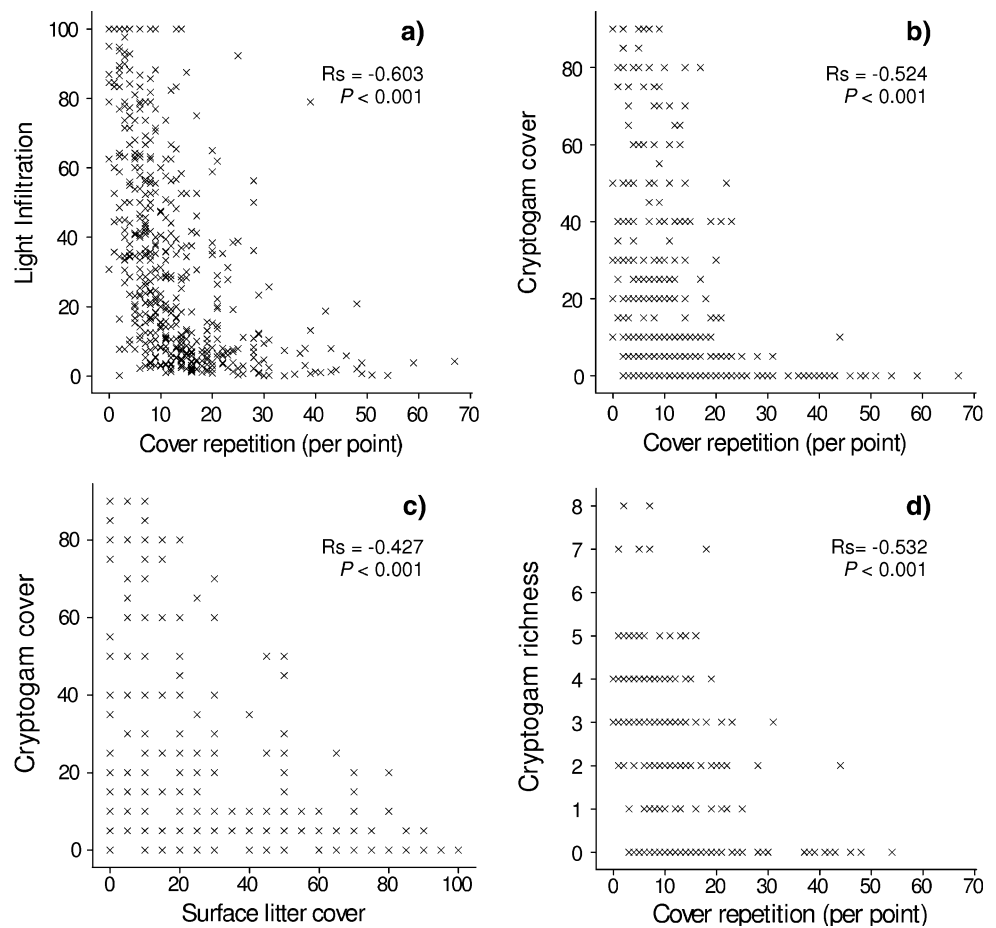 a)
Rs = -0.603
P < 0.001
Light Infiltration
100
80
60
40
20
0
0 10 20 30 40 50 60 70
Cover repetition (per point)
b)
Rs = -0.524
P < 0.001
Cryptogam cover
80
60
40
20
0
0 10 20 30 40 50 60 70
Cover repetition (per point)
c)
Rs = -0.427
P < 0.001
Cryptogam cover
80
60
40
20
0
0 20 40 60 80 100
Surface litter cover
d)
Rs= -0.532
P < 0.001
Cryptogam richness
8
7
6
5
4
3
2
1
0
0 10 20 30 40 50 60 70
Cover repetition (per point)